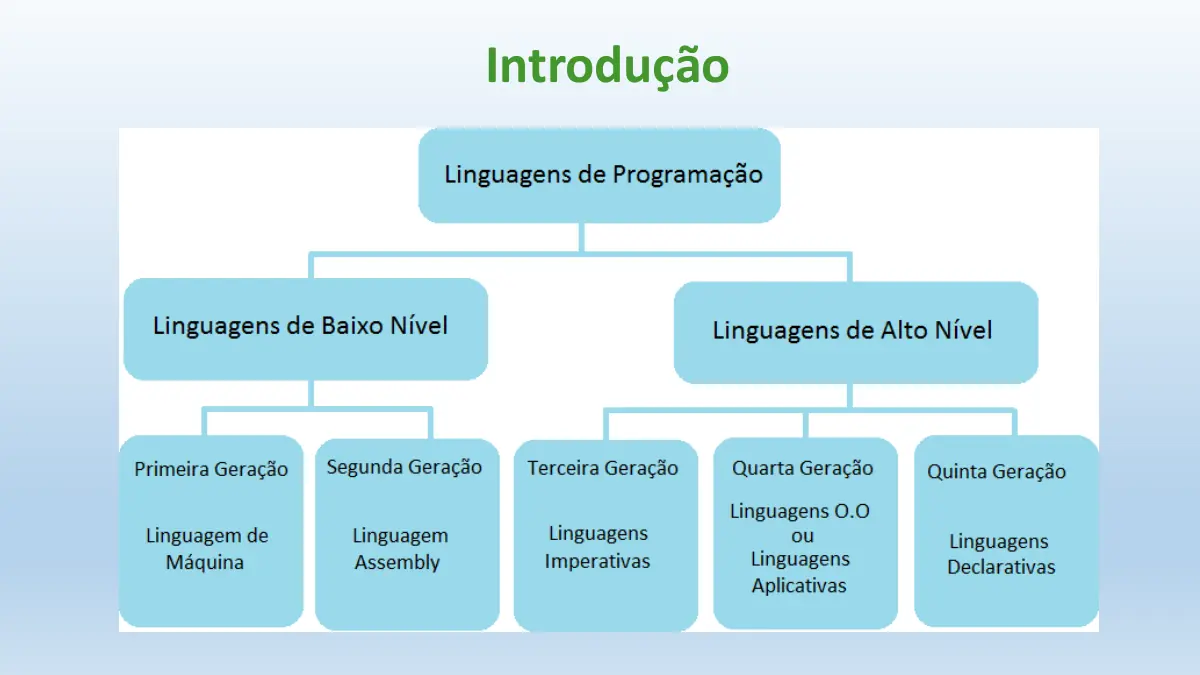 Introdução
Linguagens de Programação
Linguagens de Baixo Nível
Linguagens de Alto Nível
Primeira Geração
Linguagem de
Máquina
Segunda Geração
Linguagem
Assembly
Terceira Geração
Linguagens
Imperativas
Quarta Geração
Linguagens O.O
ou
Linguagens
Aplicativas
Quinta Geração
Linguagens
Declarativas